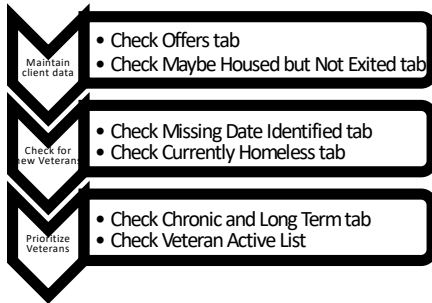 Maintain
client data
• Check Offers tab
• Check Maybe Housed but Not Exited tab
Check for
new Veterans
• Check Missing Date Identified tab
• Check Currently Homeless tab
Prioritize
Veterans
• Check Chronic and Long Term tab
• Check Veteran Active List